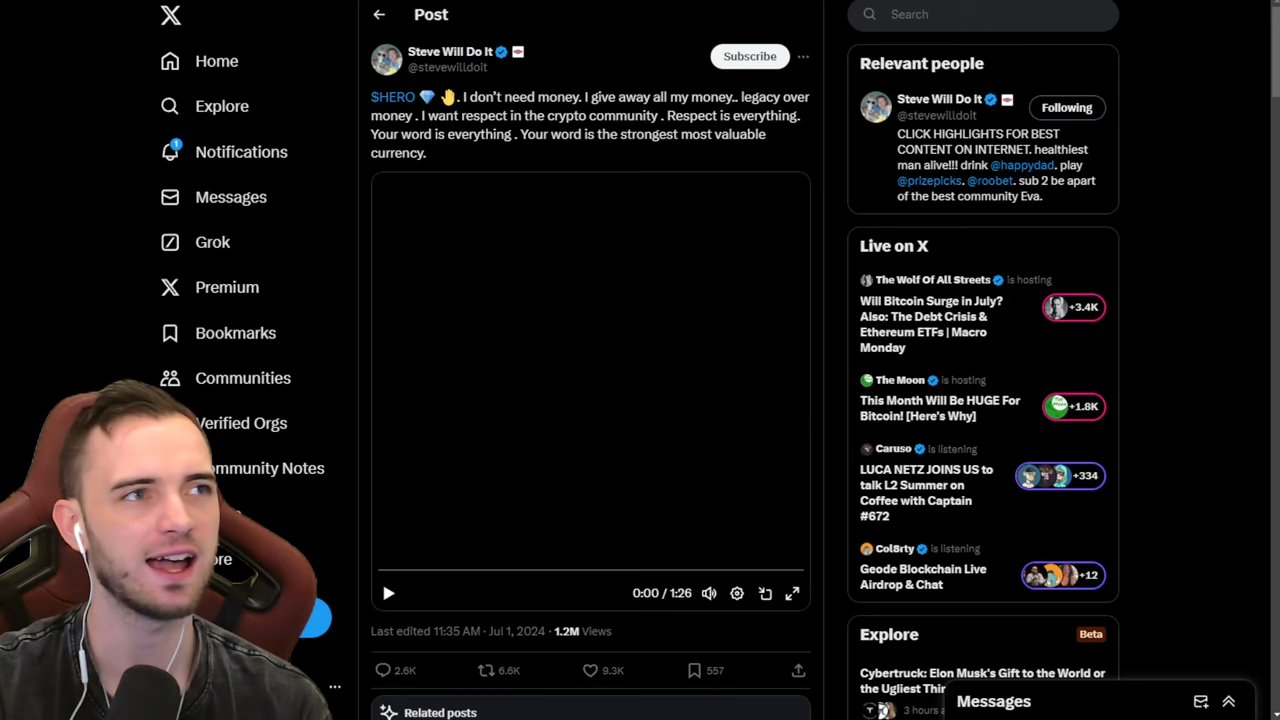 Home
Explore
1
Notifications
Messages
Grok
Premium
Bookmarks
Communities
Verified Orgs
ommunity Notes
ore
Post
Steve Will Do It
@stevewilldoit
Subscribe
$HERO 💎 🤚. I don't need money. I give away all my money.. legacy over
money . I want respect in the crypto community . Respect is everything.
Your word is everything . Your word is the strongest most valuable
currency.
0:00 / 1:26
Last edited 11:35 AM · Jul 1, 2024 · 1.2M Views
2.6K 6.6K 9.3K 557
Related posts
Search
Relevant people
Steve Will Do It
@stevewilldoit
Following
CLICK HIGHLIGHTS FOR BEST
CONTENT ON INTERNET. healthiest
man alive!!! drink @happydad. play
@prizepicks. @roobet. sub 2 be apart
of the best community Eva.
Live on X
The Wolf Of All Streets is hosting
Will Bitcoin Surge in July?
Also: The Debt Crisis &
Ethereum ETFs | Macro
Monday
+3.4K
The Moon is hosting
This Month Will Be HUGE For
Bitcoin! [Here's Why]
+1.8K
Caruso is listening
LUCA NETZ JOINS US to
talk L2 Summer on
Coffee with Captain
#672
+334
Col8rty is listening
Geode Blockchain Live
Airdrop & Chat
+12
Explore
Beta
Cybertruck: Elon Musk's Gift to the World or
the Ugliest Thin
3 hours a
Messages